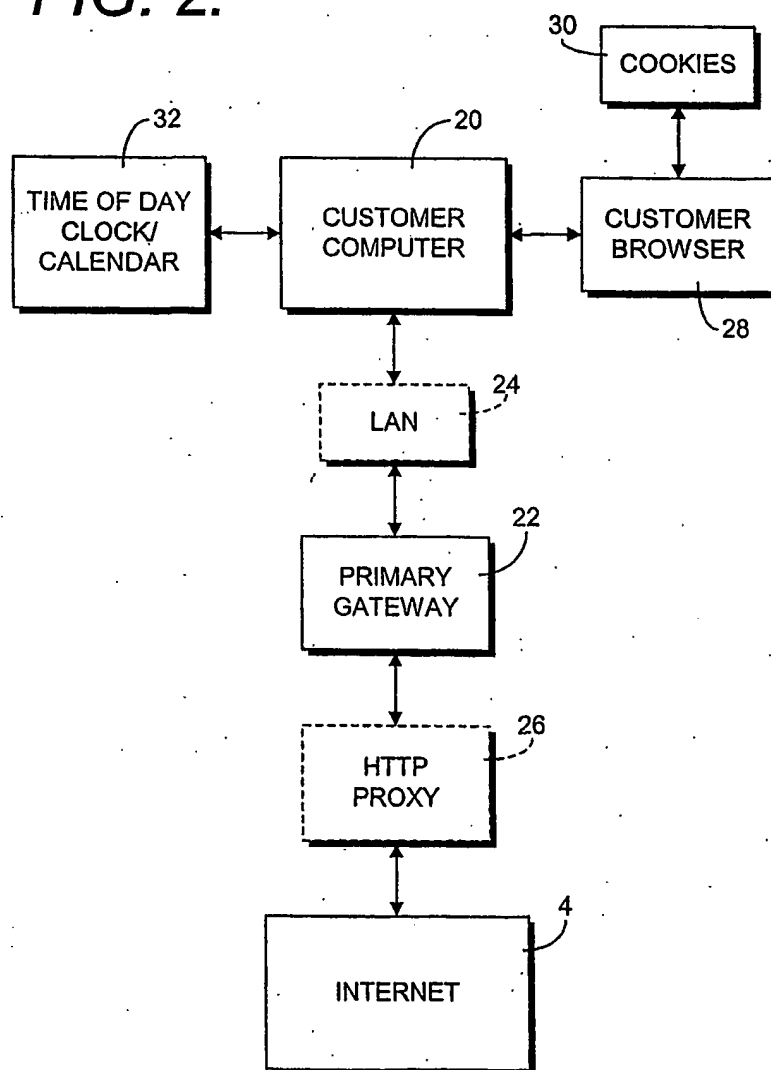 FIG. 2.
30
COOKIES
32
20
TIME OF DAY
CLOCK/
CALENDAR
CUSTOMER
COMPUTER
CUSTOMER
BROWSER
28
24
LAN
22
PRIMARY
GATEWAY
26
HTTP
PROXY
4
INTERNET